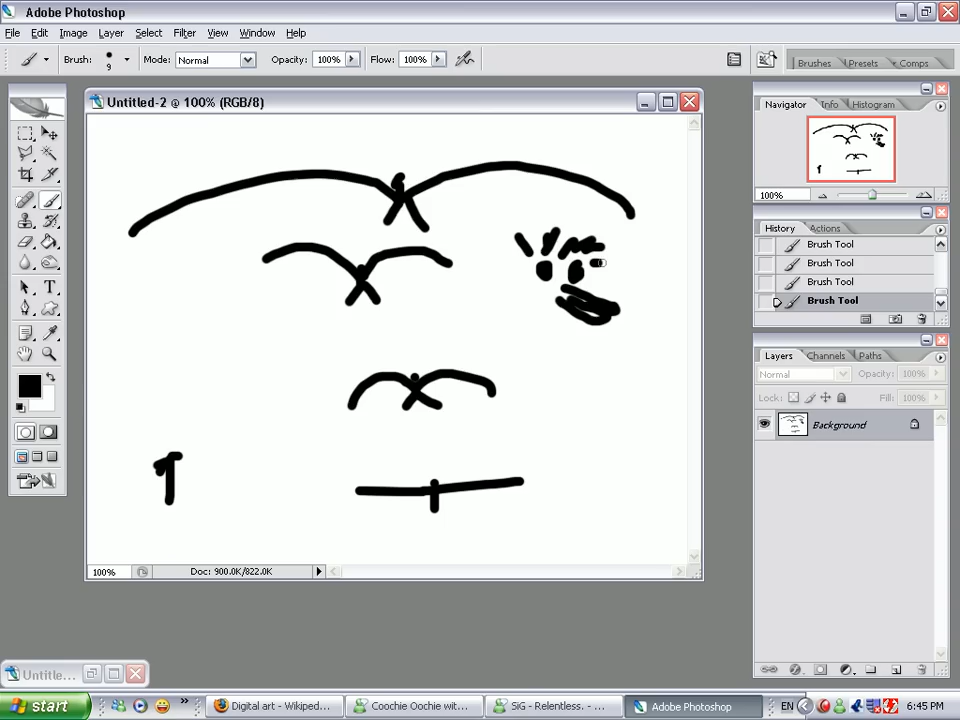 Adobe Photoshop
File Edit Image Layer Select Filter View Window Help
Brush: 9 Mode: Normal Opacity: 100% Flow: 100% Brushes Presets Comps
Untitled-2 @ 100% (RGB/8)
Navigator Info Histogram
100%
History Actions
Brush Tool
Brush Tool
Brush Tool
Brush Tool
Layers Channels Paths
Normal Opacity: 100%
Lock: Fill: 100%
Background
100% Doc: 900.0K/822.0K
Untitle...
start Digital art - Wikiped... Coochie Oochie wit... SiG - Relentless. - ... Adobe Photoshop EN 6:45 PM